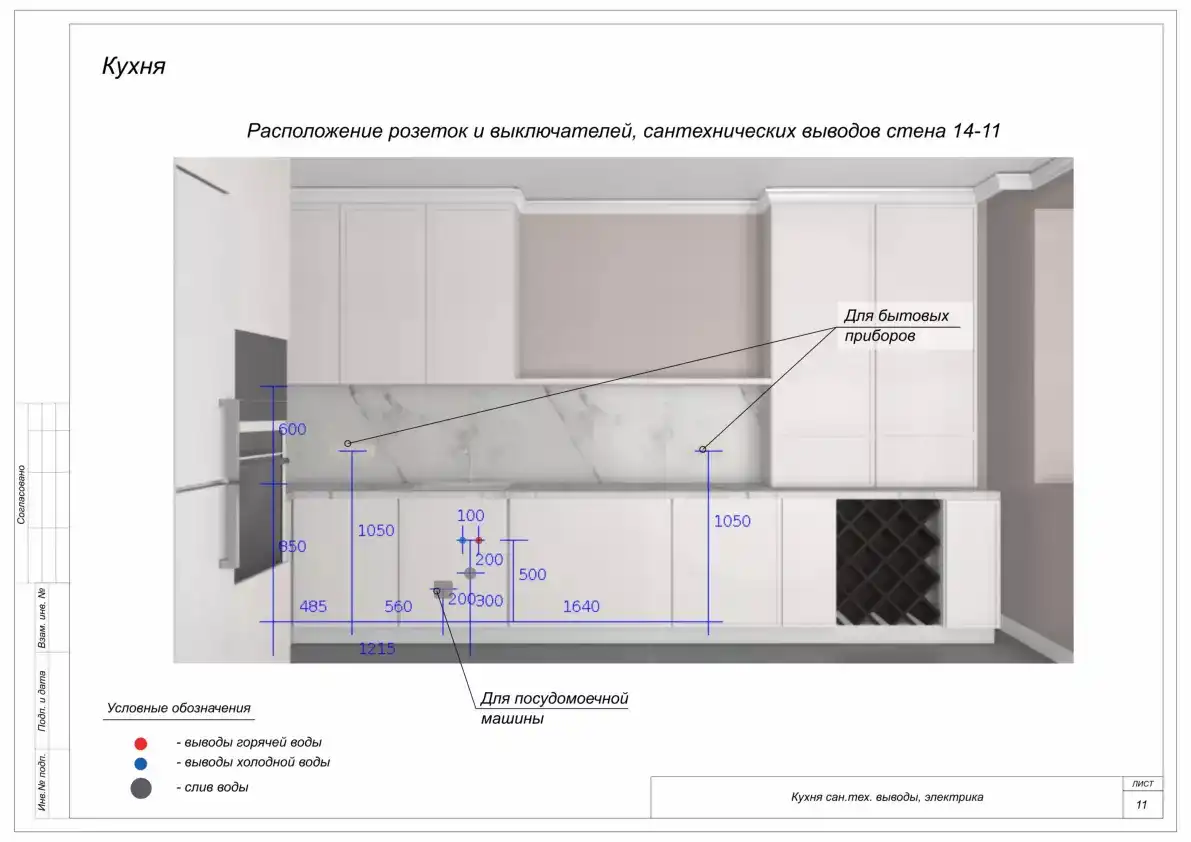 Кухня
Расположение розеток и выключателей, сантехнических выводов стена 14-11
Для бытовых
приборов
600
1050
850
100
200
500
1050
485
560
200
300
1640
1215
Для посудомоечной
машины
Условные обозначения
- выводы горячей воды
- выводы холодной воды
- слив воды
Согласовано
Взам. инв. №
Подп. и дата
Инв.№ подп.
Кухня сан.тех. выводы, электрика
ЛИСТ
11